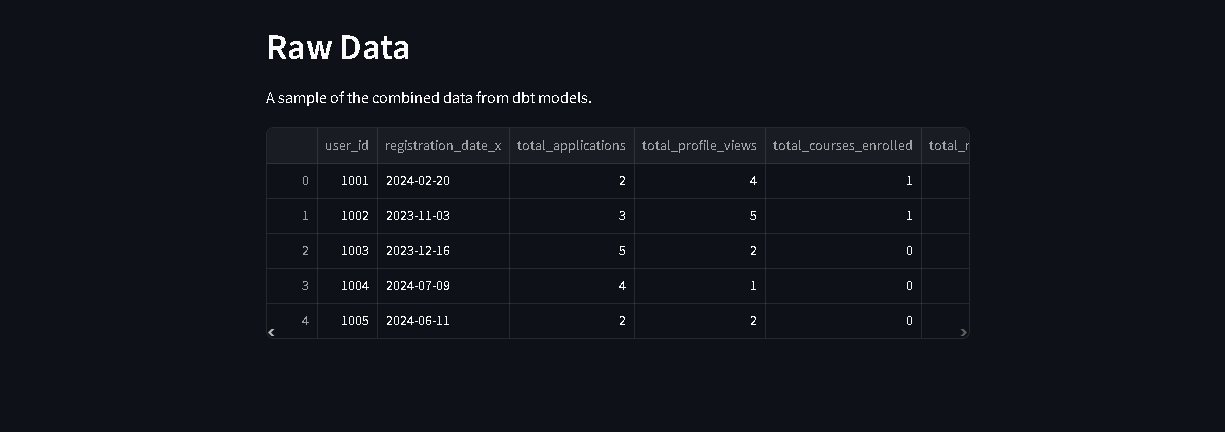 Raw Data
A sample of the combined data from dbt models.
user_id registration_date_x total_applications total_profile_views total_courses_enrolled
0 1001 2024-02-20 2 4 1
1 1002 2023-11-03 3 5 1
2 1003 2023-12-16 5 2 0
3 1004 2024-07-09 4 1 0
4 1005 2024-06-11 2 2 0